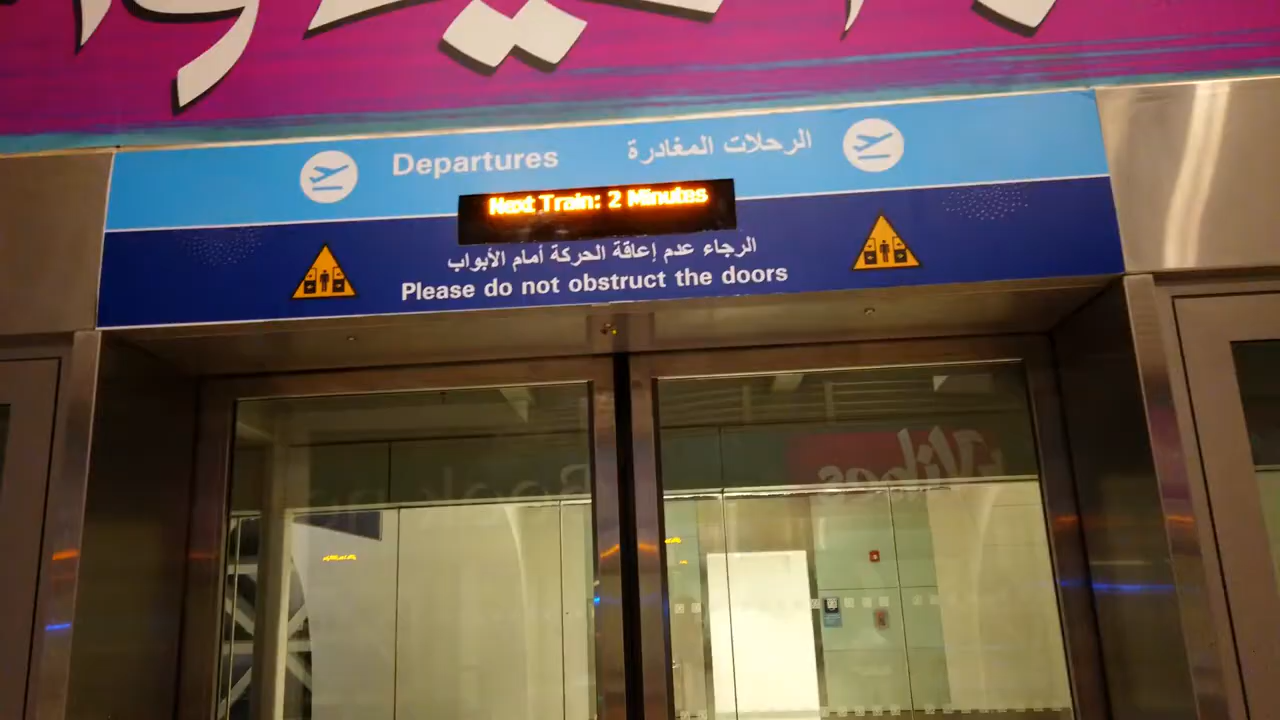 Departures
الرحلات المغادرة
Next Train: 2 Minutes
الرجاء عدم إعاقة الحركة أمام الأبواب
Please do not obstruct the doors